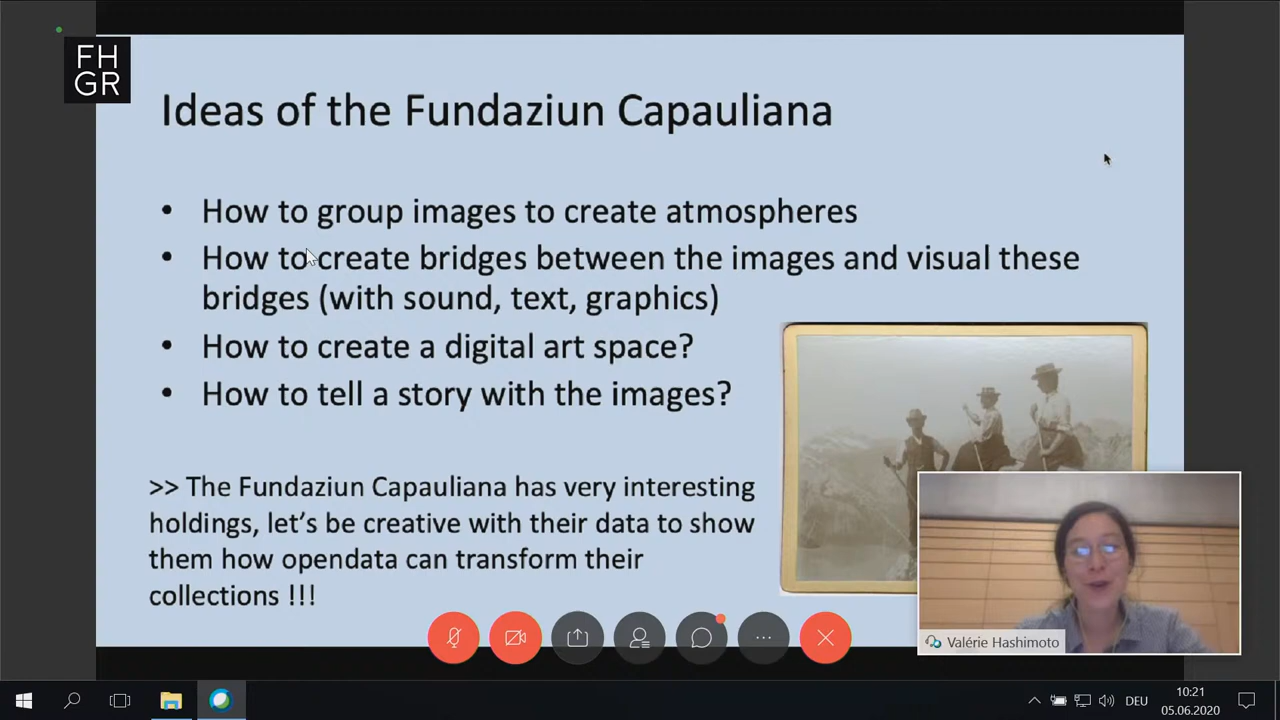 FH
GR
Ideas of the Fundaziun Capauliana
• How to group images to create atmospheres
• How to create bridges between the images and visual these
bridges (with sound, text, graphics)
• How to create a digital art space?
• How to tell a story with the images?
>> The Fundaziun Capauliana has very interesting
holdings, let's be creative with their data to show
them how opendata can transform their
collections !!!
Valérie Hashimoto
DEU
10:21
05.06.2020